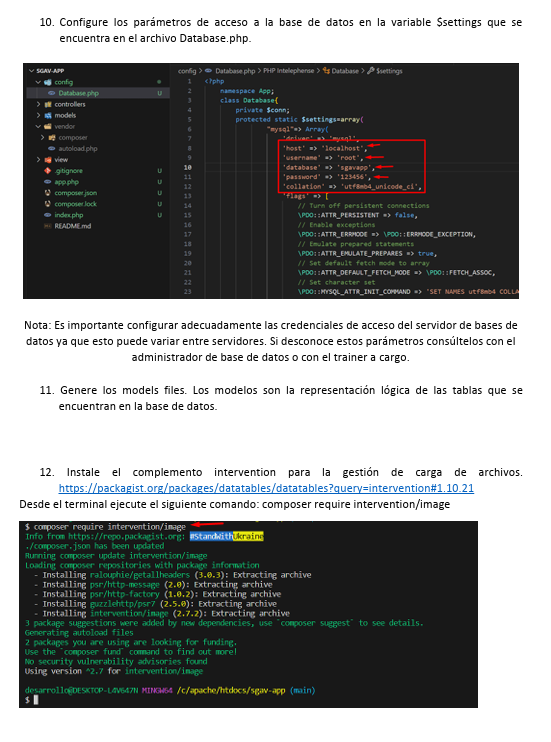 10. Configure los parámetros de acceso a la base de datos en la variable $settings que se
encuentra en el archivo Database.php.
SGAV-APP
config
Database.php U
controllers
models
vendor
composer
autoload.php
view
.gitignore U
app.php U
composer.json U
composer.lock U
index.php U
README.md
config > Database.php > PHP Intelephense > Database > $settings
1 <?php
2 namespace App;
3 class Database{
4 private $conn;
5 protected static $settings=array(
6 "mysql"=> Array(
7 'driver' => 'mysql',
8 'host' => 'localhost',
9 'username' => 'root',
10 'database' => 'sgavapp',
11 'password' => '123456',
12 'collation' => 'utf8mb4_unicode_ci',
13 'flags' => [
14 // Turn off persistent connections
15 \PDO::ATTR_PERSISTENT => false,
16 // Enable exceptions
17 \PDO::ATTR_ERRMODE => \PDO::ERRMODE_EXCEPTION,
18 // Emulate prepared statements
19 \PDO::ATTR_EMULATE_PREPARES => true,
20 // Set default fetch mode to array
21 \PDO::ATTR_DEFAULT_FETCH_MODE => \PDO::FETCH_ASSOC,
22 // Set character set
23 \PDO::MYSQL_ATTR_INIT_COMMAND => 'SET NAMES utf8mb4 COLLA
Nota: Es importante configurar adecuadamente las credenciales de acceso del servidor de bases de
datos ya que esto puede variar entre servidores. Si desconoce estos parámetros consúltelos con el
administrador de base de datos o con el trainer a cargo.
11. Genere los models files. Los modelos son la representación lógica de las tablas que se
encuentran en la base de datos.
12. Instale el complemento intervention para la gestión de carga de archivos.
https://packagist.org/packages/datatables/datatables?query=intervention#1.10.21
Desde el terminal ejecute el siguiente comando: composer require intervention/image
$ composer require intervention/image
Info from https://repo.packagist.org: #StandWithUkraine
./composer.json has been updated
Running composer update intervention/image
Loading composer repositories with package information
- Installing ralouphie/getallheaders (3.0.3): Extracting archive
- Installing psr/http-message (2.0): Extracting archive
- Installing psr/http-factory (1.0.2): Extracting archive
- Installing guzzlehttp/psr7 (2.5.0): Extracting archive
- Installing intervention/image (2.7.2): Extracting archive
3 package suggestions were added by new dependencies, use `composer suggest` to see details.
Generating autoload files
2 packages you are using are looking for funding.
Use the `composer fund` command to find out more!
No security vulnerability advisories found
Using version ^2.7 for intervention/image
desarrollo@DESKTOP-L4V647N MINGW64 /c/apache/htdocs/sgav-app (main)
$